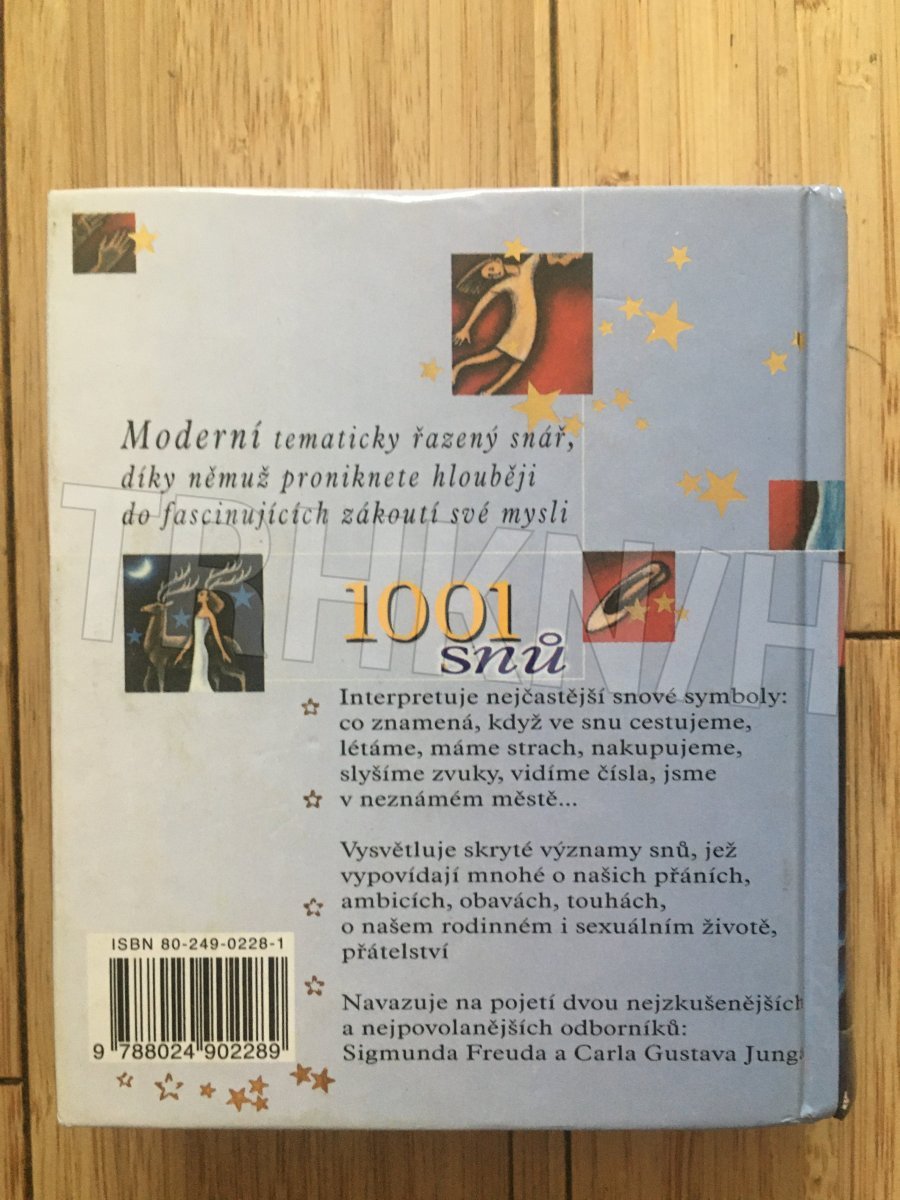 Moderní tematicky řazený snář,
díky němuž proniknete hlouběji
do fascinujících zákoutí své mysli
TRHKNIH
1001
snů
Interpretuje nejčastější snové symboly:
co znamená, když ve snu cestujeme,
létáme, máme strach, nakupujeme,
slyšíme zvuky, vidíme čísla, jsme
v neznámém městě...
Vysvětluje skryté významy snů, jež
vypovídají mnohé o našich přáních,
ambicích, obavách, touhách,
o našem rodinném i sexuálním životě,
přátelství
Navazuje na pojetí dvou nejzkušenějších
a nejpovolanějších odborníků:
Sigmunda Freuda a Carla Gustava Junga
ISBN 80-249-0228-1
9 788024 902289